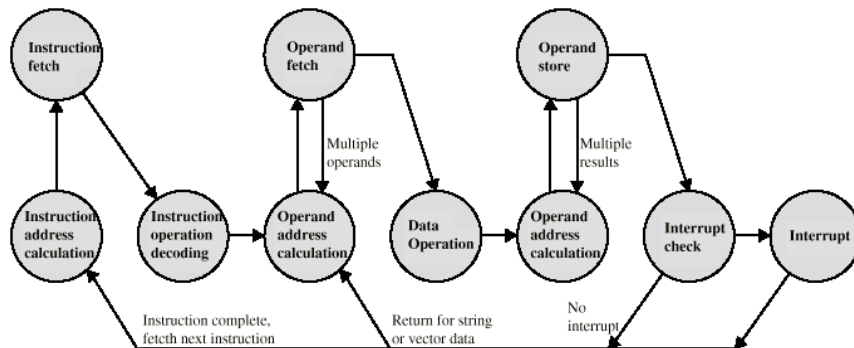 Instruction
fetch
Operand
fetch
Operand
store
Multiple
operands
Multiple
results
Instruction
address
calculation
Instruction
operation
decoding
Operand
address
calculation
Data
Operation
Operand
address
calculation
Interrupt
check
Interrupt
Instruction complete,
fetcth next instruction
Return for string
or vector data
No
interrupt